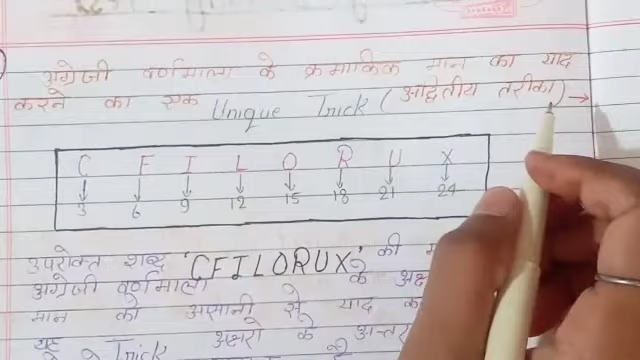 अंग्रेजी वर्णमाला के क्रमांकिक मान का याद
करने का एक Unique Trick ( अद्वितीय तरीका ) →
C F I L O R U X
↓ ↓ ↓ ↓ ↓ ↓ ↓ ↓
3 6 9 12 15 18 21 24
उपरोक्त शब्द 'CFILORUX' की
अंग्रेजी वर्णमाला के
मान को आसानी से याद
यह Trick अक्षरों के